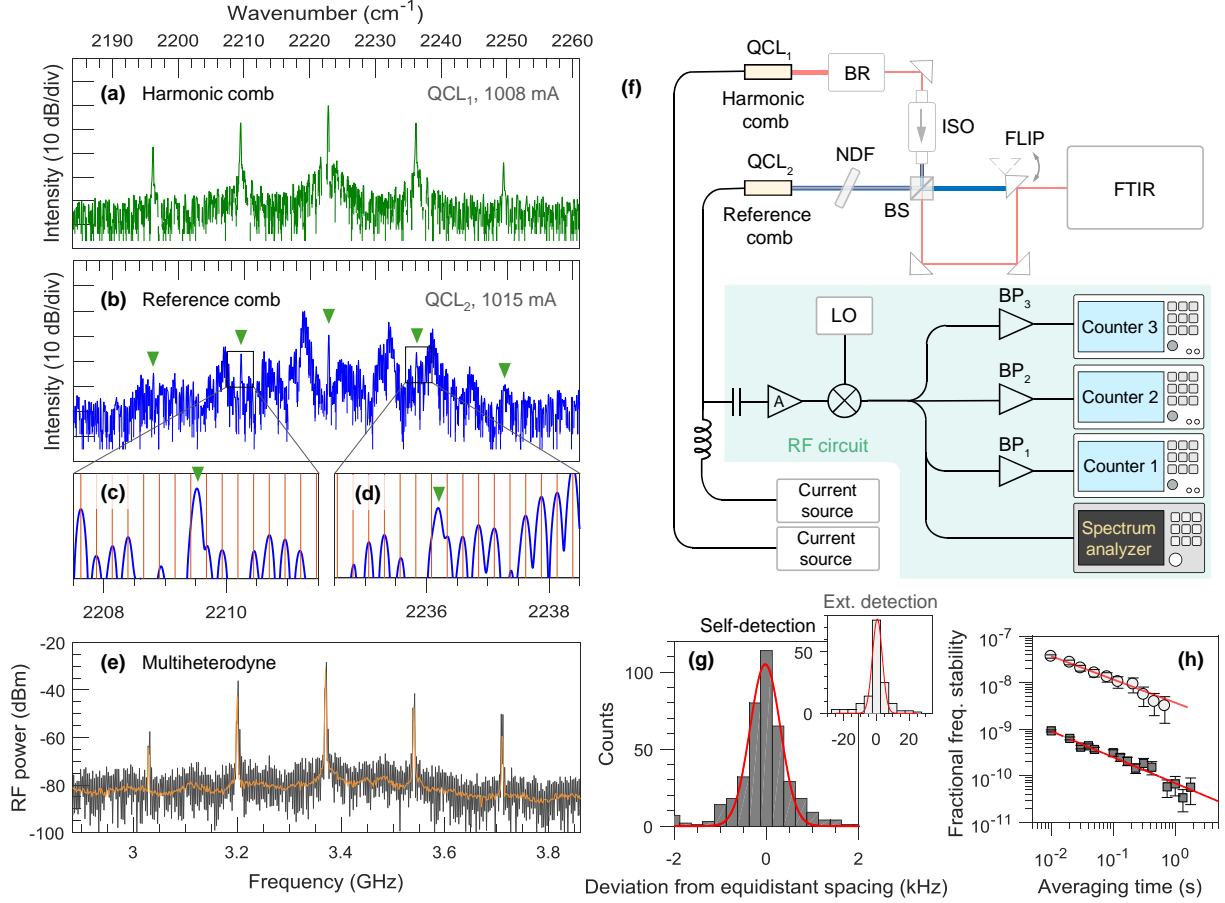 Wavenumber (cm-1)
2190 2200 2210 2220 2230 2240 2250 2260
(a) Harmonic comb QCL1, 1008 mA
Intensity (10 dB/div)
(b) Reference comb QCL2, 1015 mA
Intensity (10 dB/div)
(c)
(d)
2208 2210 2236 2238
(e) Multiheterodyne
RF power (dBm)
-20
-40
-60
-80
-100
3 3.2 3.4 3.6 3.8
Frequency (GHz)
(f)
QCL1
BR
Harmonic
comb
ISO
FLIP
NDF
QCL2
FTIR
BS
Reference
comb
LO
BP3
Counter 3
A
BP2
Counter 2
RF circuit
BP1
Counter 1
Current
source
Current
source
Spectrum
analyzer
(g)
Self-detection
Ext. detection
50
0
-20 0 20
Counts
100
50
0
-2 0 2
Deviation from equidistant spacing (kHz)
(h)
Fractional freq. stability
10-7
10-8
10-9
10-10
10-11
10-2 10-1 100
Averaging time (s)